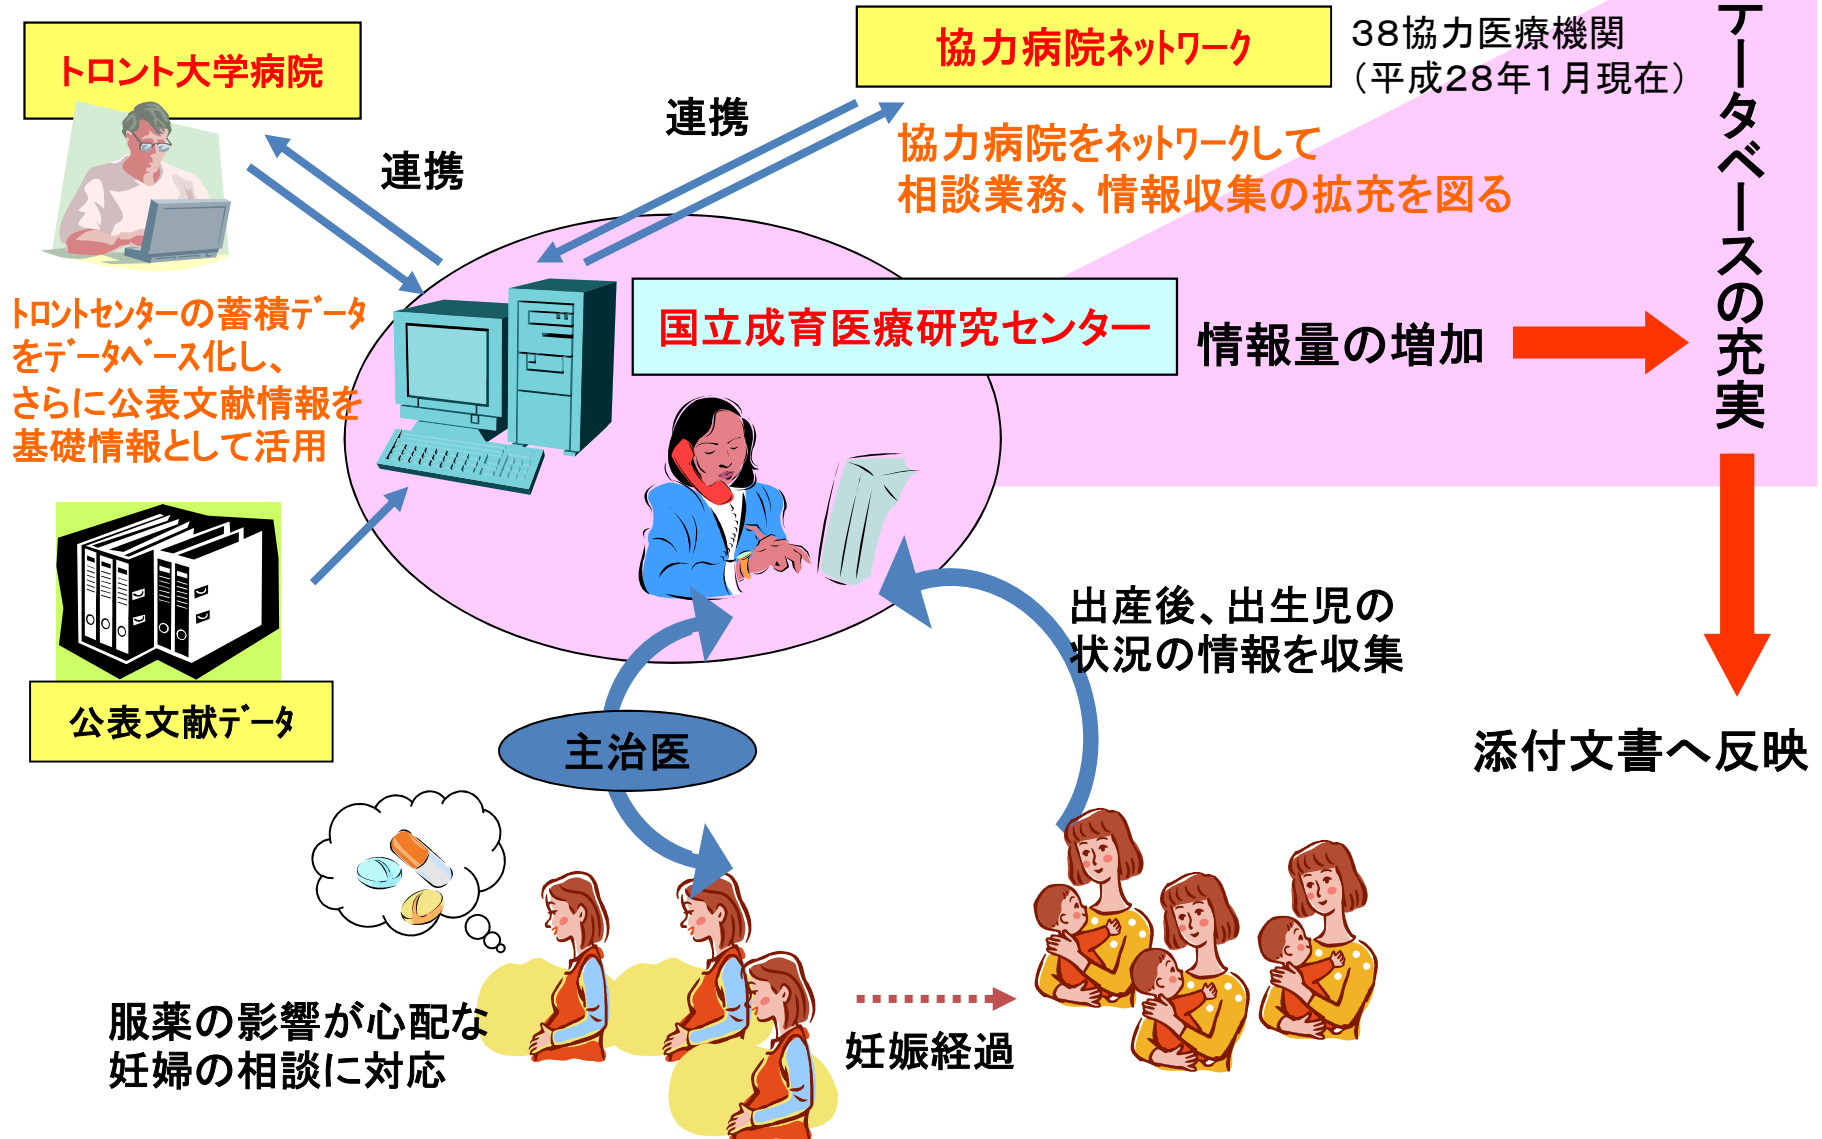 トロント大学病院
協力病院ネットワーク
38協力医療機関
（平成28年1月現在）
連携
連携
協力病院をネットワークして
相談業務、情報収集の拡充を図る
トロントセンターの蓄積データ
をデータベース化し、
さらに公表文献情報を
基礎情報として活用
国立成育医療研究センター
情報量の増加
データベースの充実
公表文献データ
出産後、出生児の
状況の情報を収集
主治医
添付文書へ反映
服薬の影響が心配な
妊婦の相談に対応
妊娠経過